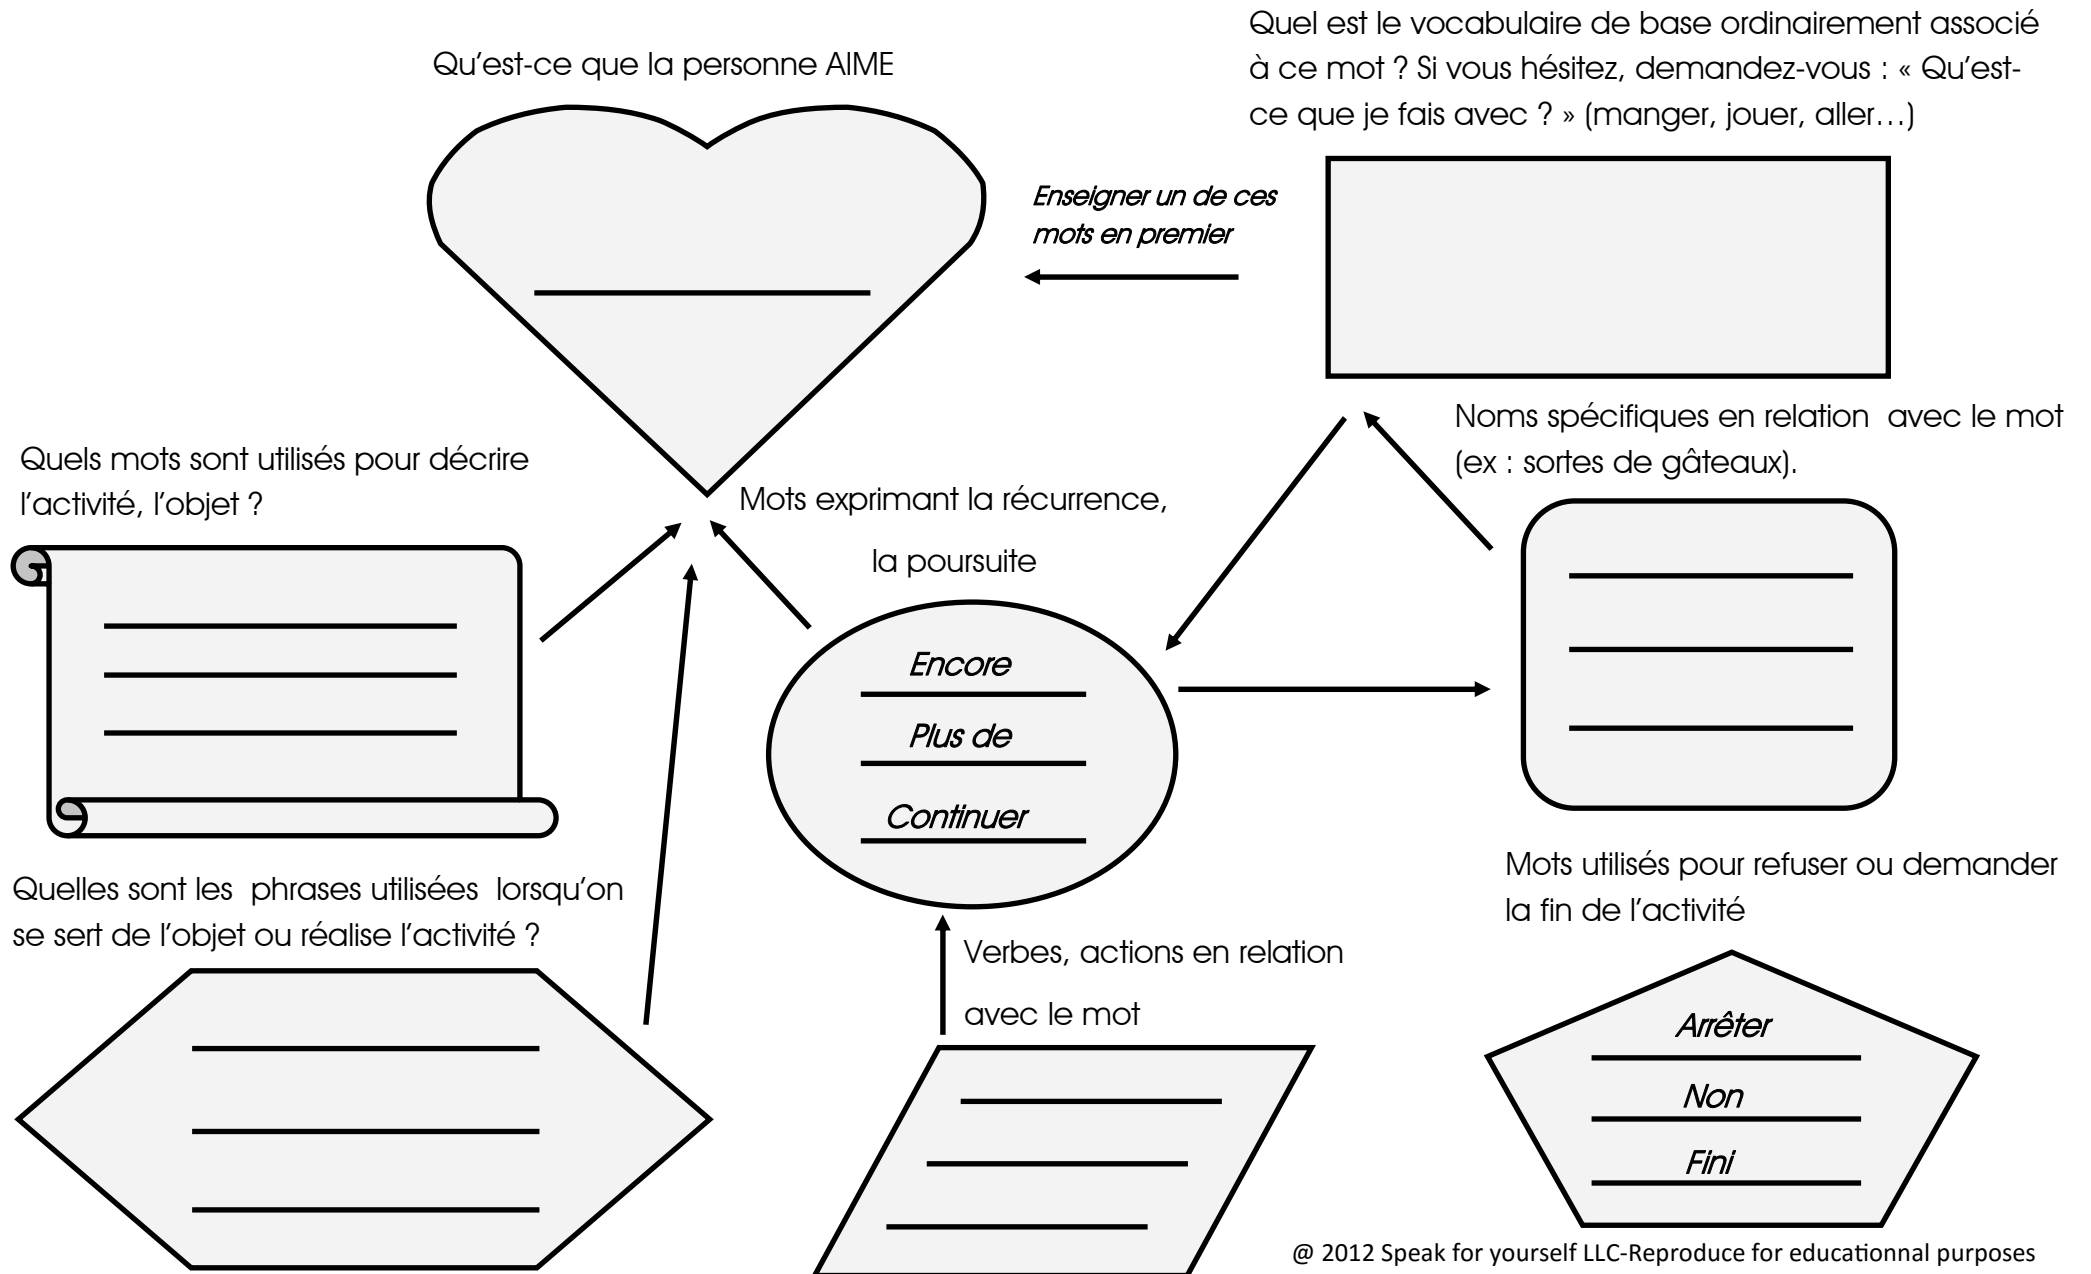 Qu'est-ce que la personne AIME
Quel est le vocabulaire de base ordinairement associé
à ce mot ? Si vous hésitez, demandez-vous : « Qu'est-
ce que je fais avec ? » (manger, jouer, aller…)
Enseigner un de ces
mots en premier
Noms spécifiques en relation  avec le mot
(ex : sortes de gâteaux).
Quels mots sont utilisés pour décrire
l'activité, l'objet ?
Mots exprimant la récurrence,
la poursuite
Encore
Plus de
Continuer
Quelles sont les  phrases utilisées  lorsqu'on
se sert de l'objet ou réalise l'activité ?
Mots utilisés pour refuser ou demander
la fin de l'activité
Verbes, actions en relation
avec le mot
Arrêter
Non
Fini
@ 2012 Speak for yourself LLC-Reproduce for educationnal purposes